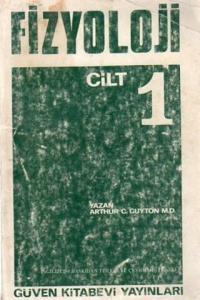 FİZYOLOJİ
CİLT
1
YAZAN
ARTHUR C. GUYTON M.D.
GÜVEN KİTABEVİ YAYINLARI